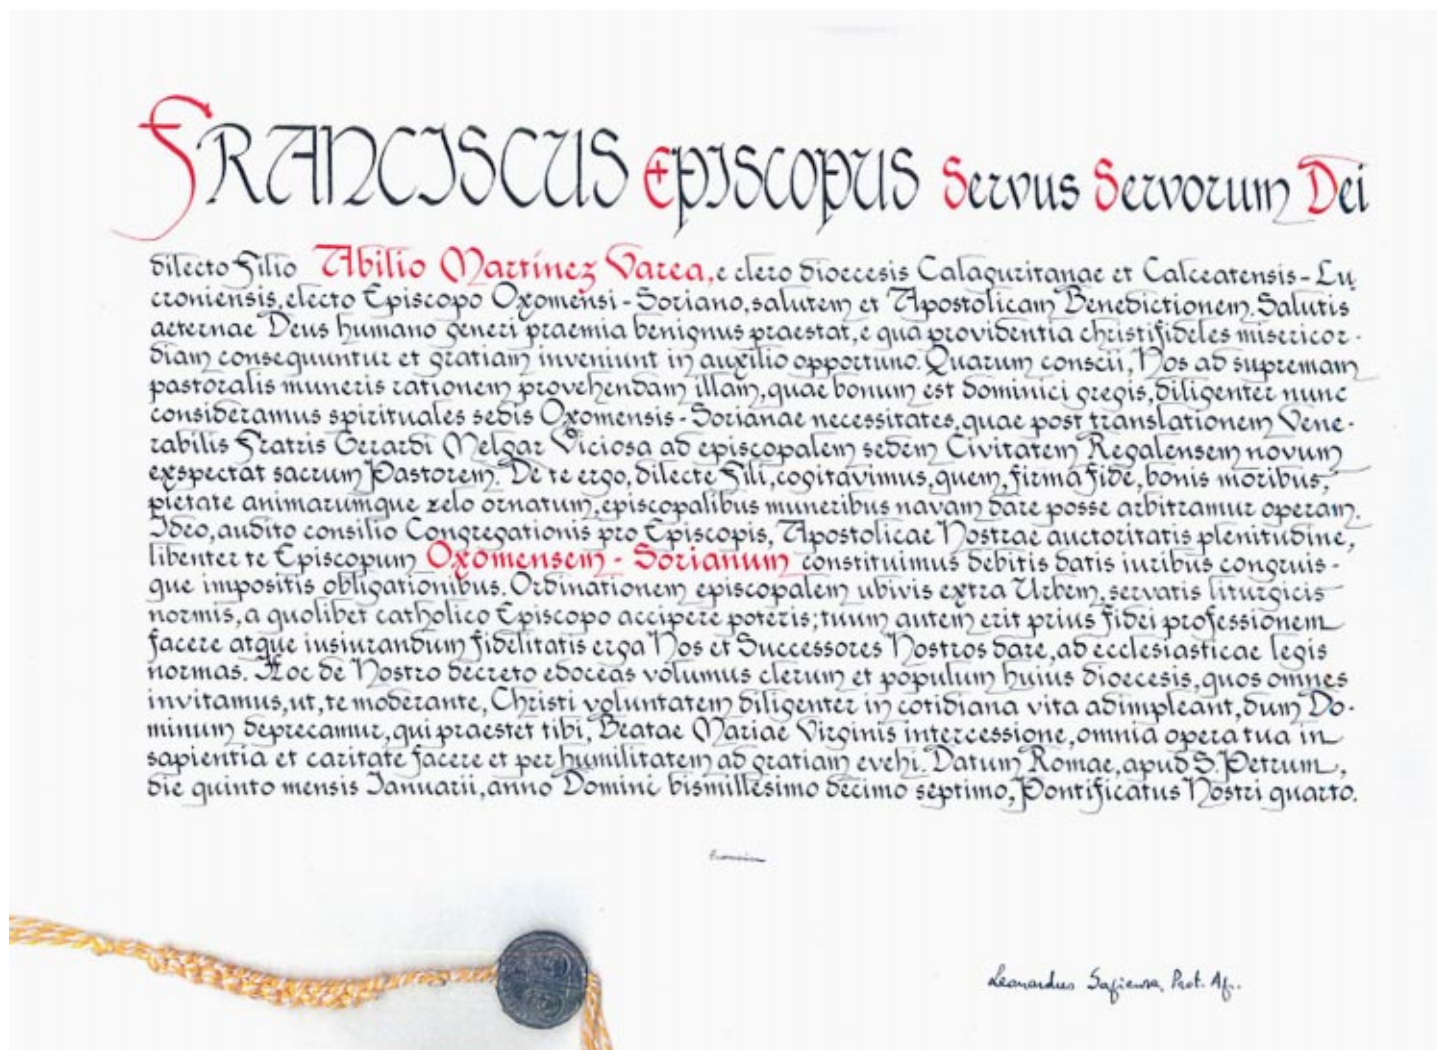 FRANCISCUS EPISCOPUS Servus Servorum Dei
dilecto Filio Abilio Martínez Varea, e clero dioecesis Calaguritanae et Calceatensis-Lu
croniensis, electo Episcopo Oxomensi-Soriano, salutem et Apostolicam Benedictionem. Salutis
aeternae Deus humano generi praemia benignus praestat, e qua providentia christifideles misericor-
diam consequuntur et gratiam inveniunt in auxilio opportuno. Quarum conscii, Nos ad supremam
pastoralis muneris rationem provehendam illam, quae bonum est dominici gregis, diligenter nunc
consideramus spirituales sedis Oxomensis-Sorianae necessitates, quae post translationem Vene-
rabilis Fratris Gerardi Melgar Viciosa ad episcopalem sedem Civitatem Regalensem novum
exspectat sacrum Pastorem. De te ergo, dilecte Fili, cogitavimus, quem, firma fide, bonis moribus,
pietate animarumque zelo ornatum, episcopalibus muneribus navam dare posse arbitramur operam.
Ideo, audito consilio Congregationis pro Episcopis, Apostolicae Nostrae auctoritatis plenitudine,
libenter te Episcopum Oxomensem-Sorianum constituimus debitis datis iuribus congruis-
que impositis obligationibus. Ordinationem episcopalem ubivis extra Urbem, servatis liturgicis
normis, a quolibet catholico Episcopo accipere poteris; tuum autem erit prius fidei professionem
facere atque iusiurandum fidelitatis erga Nos et Successores Nostros dare, ad ecclesiasticae legis
normas. Hoc de Nostro decreto edoceas volumus clerum et populum huius dioecesis, quos omnes
invitamus, ut, te moderante, Christi voluntatem diligenter in cotidiana vita adimpleant, dum Do-
minum deprecamur, qui praestet tibi, Beatae Mariae Virginis intercessione, omnia opera tua in
sapientia et caritate facere et per humilitatem ad gratiam evehi. Datum Romae, apud S. Petrum,
die quinto mensis Ianuarii, anno Domini bismillesimo decimo septimo, Pontificatus Nostri quarto.
Franciscus
Leonardus Sapienza, Prot. Ap.